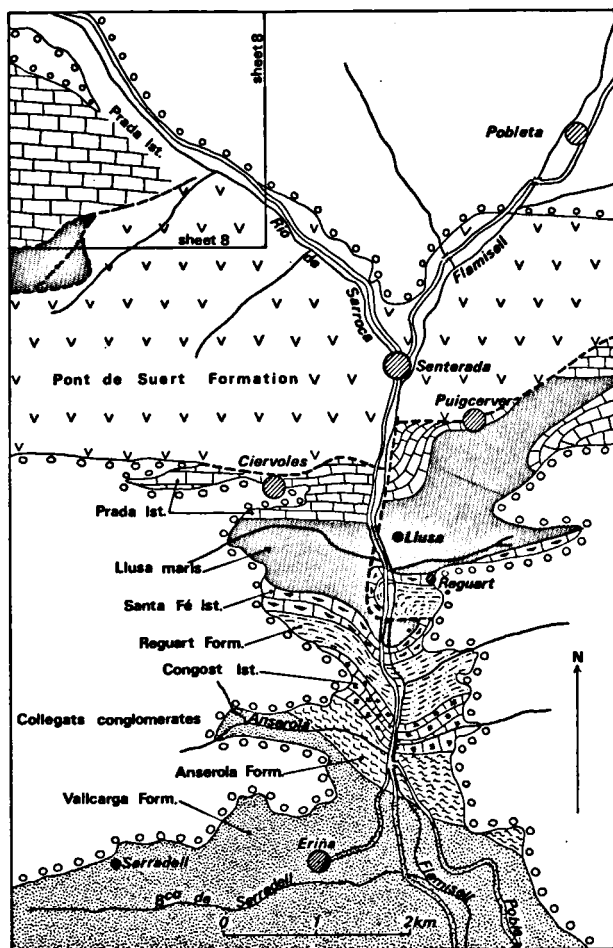 sheet 8
Prada lst.
Pobleta
sheet 8
Rio de Sarroca
Flamisell
Senterada
Pont de Suert Formation
Puigcerver
Ciervoles
Prada lst.
Llusa
Llusa marls
Reguart
Santa Fé lst.
Reguart Form.
N
Congost lst.
Collegats conglomerates
Anserola
Anserola Form.
Vallcarga Form.
Eriña
Serradell
Bco de Serradell
Flamisell
Pobla
0 1 2km.